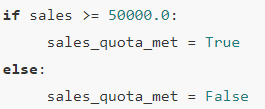 if sales >= 50000.0:
    sales_quota_met = True
else:
    sales_quota_met = False